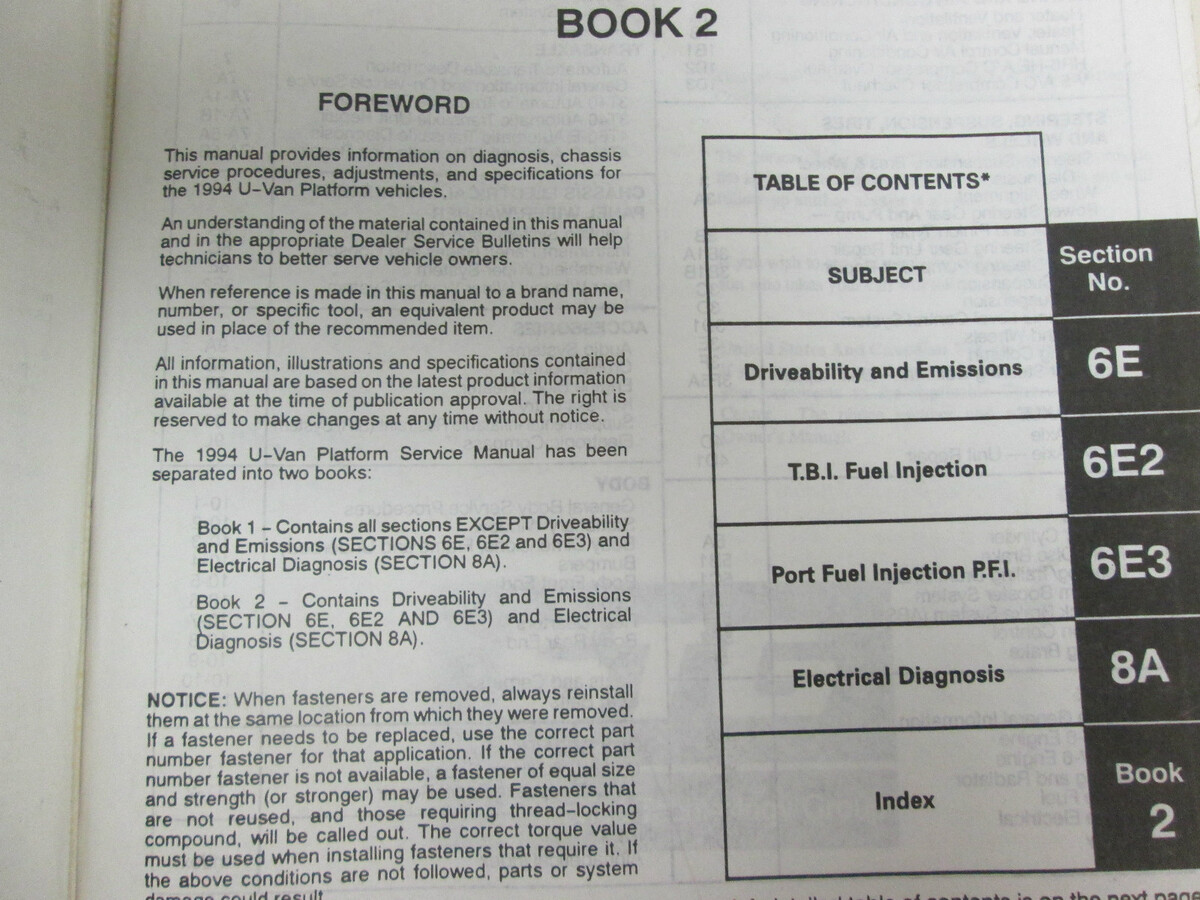 BOOK 2
FOREWORD
This manual provides information on diagnosis, chassis
service procedures, adjustments, and specifications for
the 1994 U-Van Platform vehicles.
An understanding of the material contained in this manual
and in the appropriate Dealer Service Bulletins will help
technicians to better serve vehicle owners.
When reference is made in this manual to a brand name,
number, or specific tool, an equivalent product may be
used in place of the recommended item.
All information, illustrations and specifications contained
in this manual are based on the latest product information
available at the time of publication approval. The right is
reserved to make changes at any time without notice.
The 1994 U-Van Platform Service Manual has been
separated into two books:
Book 1 - Contains all sections EXCEPT Driveability
and Emissions (SECTIONS 6E, 6E2 and 6E3) and
Electrical Diagnosis (SECTION 8A).
Book 2 - Contains Driveability and Emissions
(SECTION 6E, 6E2 AND 6E3) and Electrical
Diagnosis (SECTION 8A).
NOTICE: When fasteners are removed, always reinstall
them at the same location from which they were removed.
If a fastener needs to be replaced, use the correct part
number fastener for that application. If the correct part
number fastener is not available, a fastener of equal size
and strength (or stronger) may be used. Fasteners that
are not reused, and those requiring thread-locking
compound, will be called out. The correct torque value
must be used when installing fasteners that require it. If
the above conditions are not followed, parts or system
damage could result
TABLE OF CONTENTS*
SUBJECT
Section
No.
Driveability and Emissions
6E
T.B.I. Fuel Injection
6E2
Port Fuel Injection P.F.I.
6E3
Electrical Diagnosis
8A
Index
Book
2
detailed table of contents is on the next page